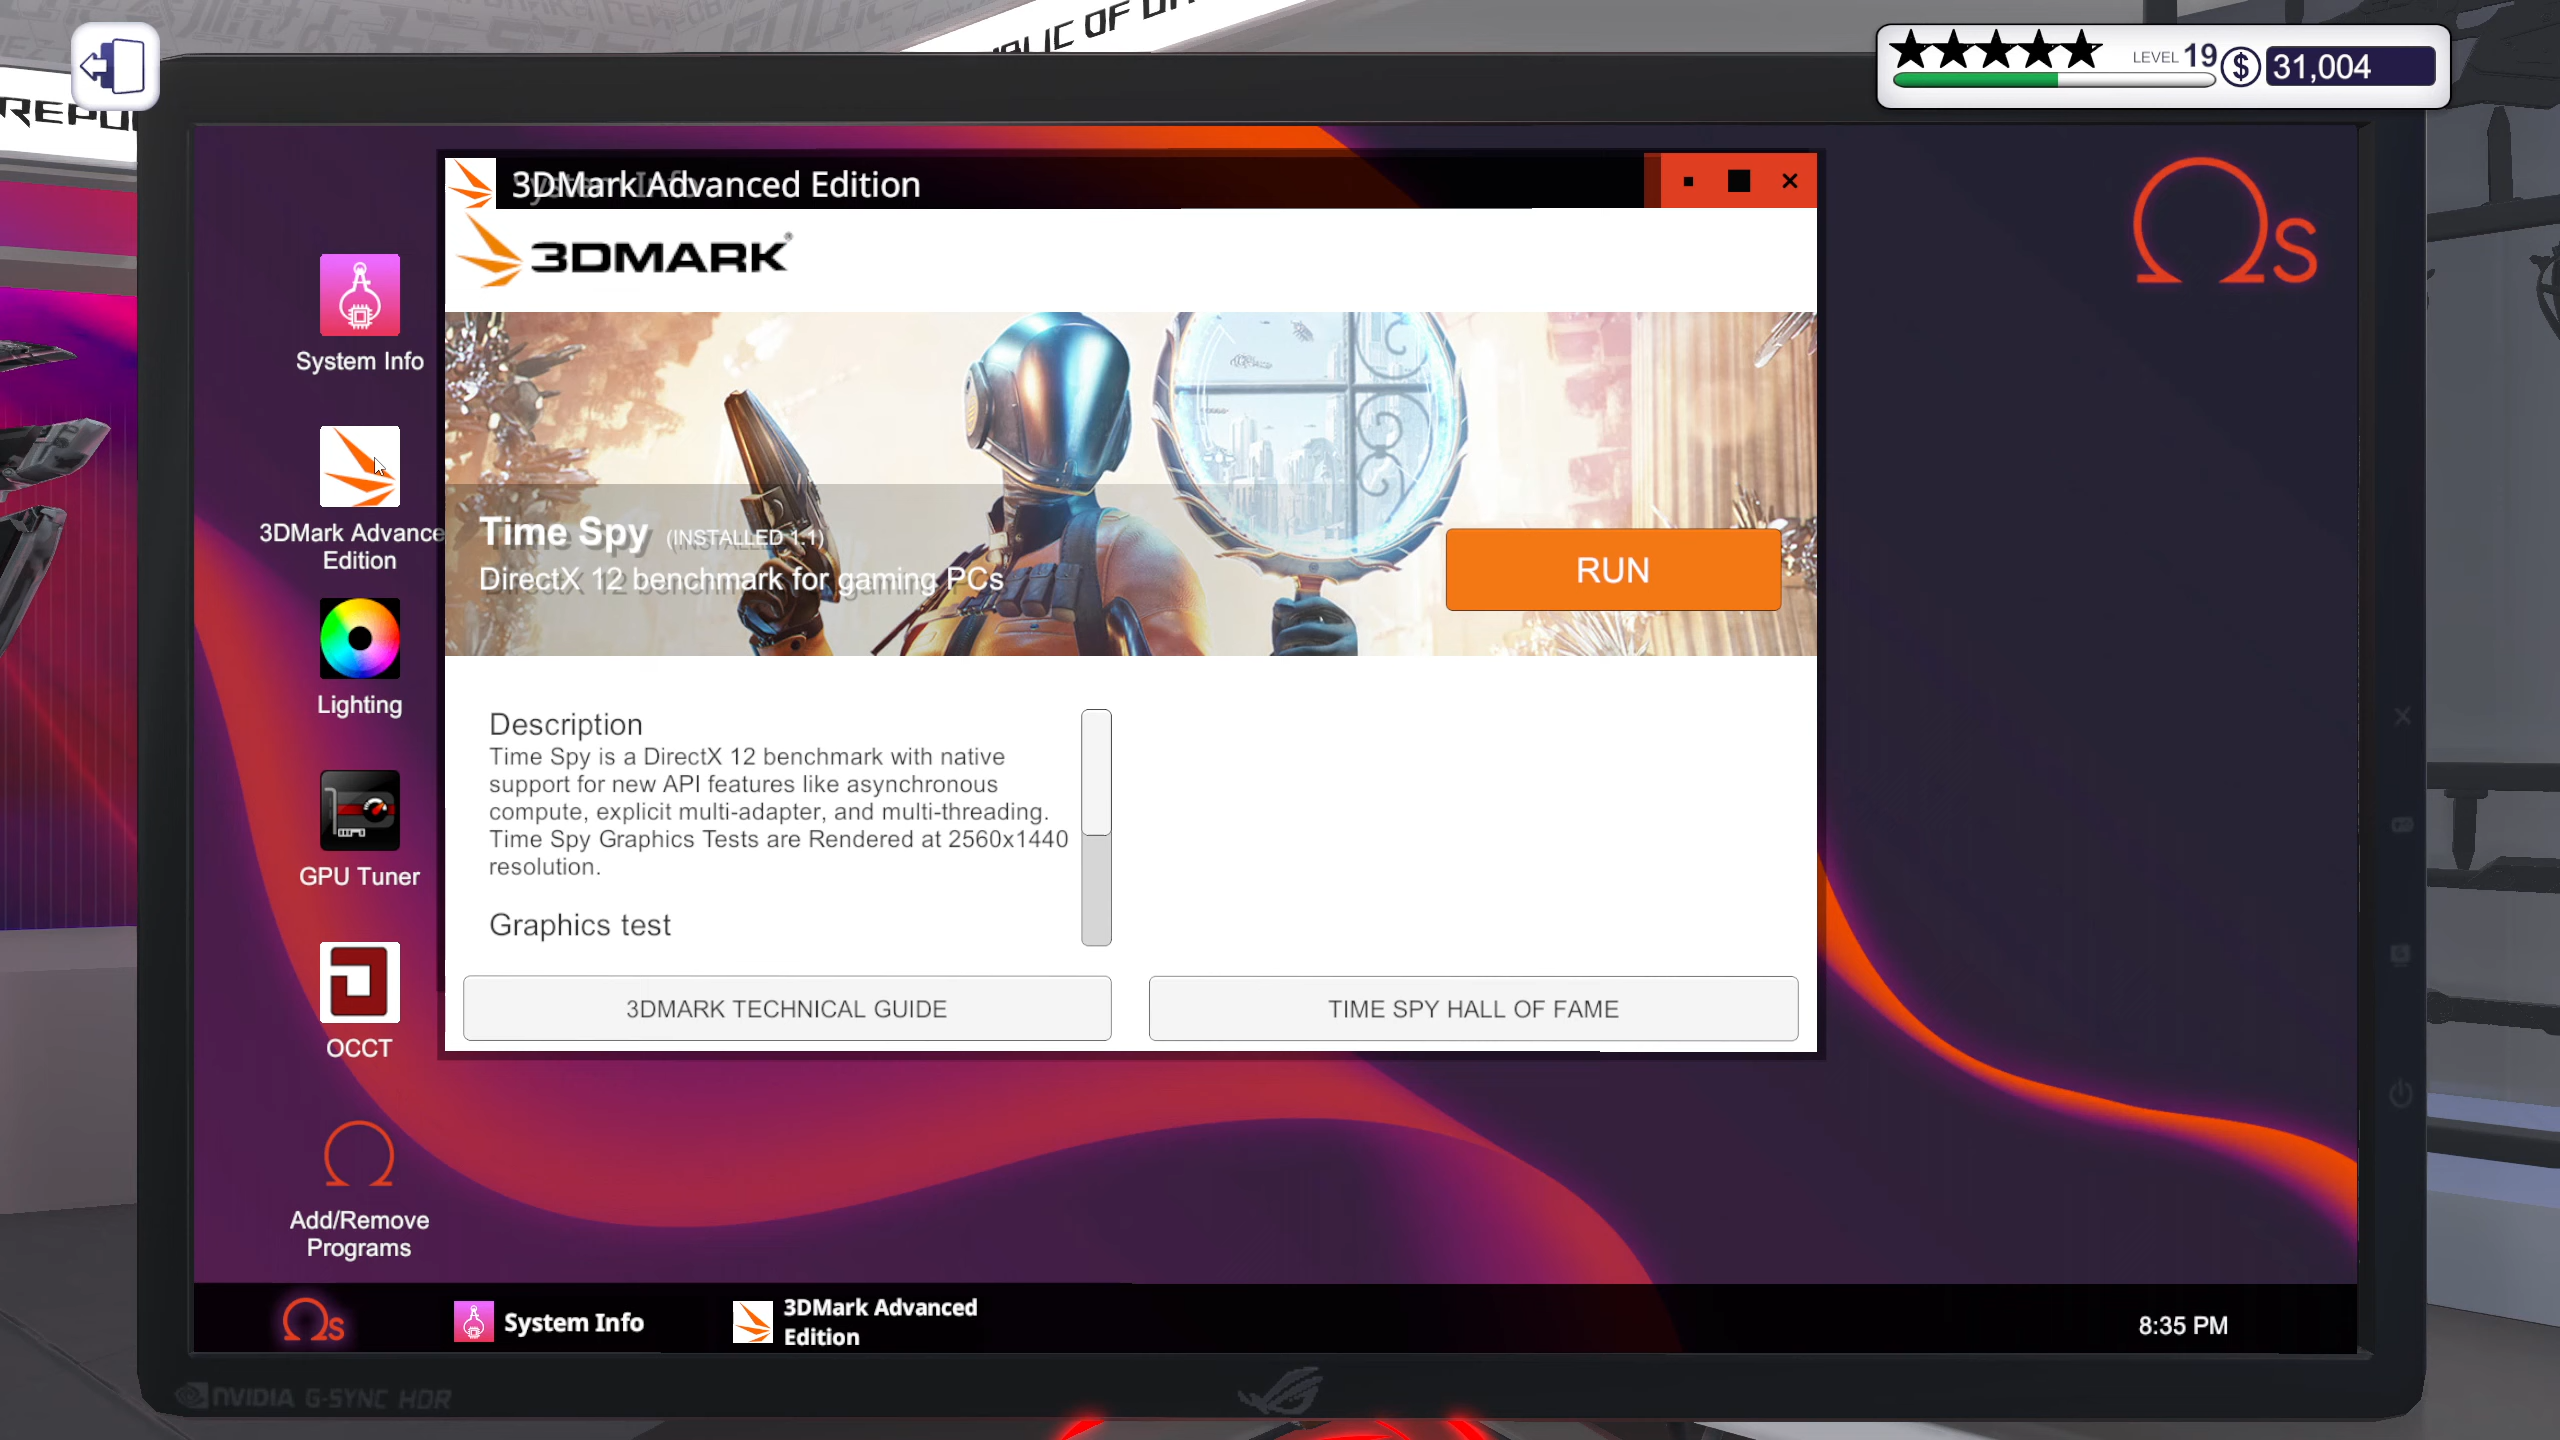 LEVEL 19
$ 31,004
3DMark Advanced Edition
3DMARK®
System Info
3DMark Advance
Edition
Lighting
GPU Tuner
OCCT
Add/Remove
Programs
Time Spy (INSTALLED 1.1)
DirectX 12 benchmark for gaming PCs
RUN
Description
Time Spy is a DirectX 12 benchmark with native
support for new API features like asynchronous
compute, explicit multi-adapter, and multi-threading.
Time Spy Graphics Tests are Rendered at 2560x1440
resolution.
Graphics test
3DMARK TECHNICAL GUIDE
TIME SPY HALL OF FAME
Ωs
Ωs
System Info
3DMark Advanced
Edition
8:35 PM
NVIDIA G-SYNC HDR